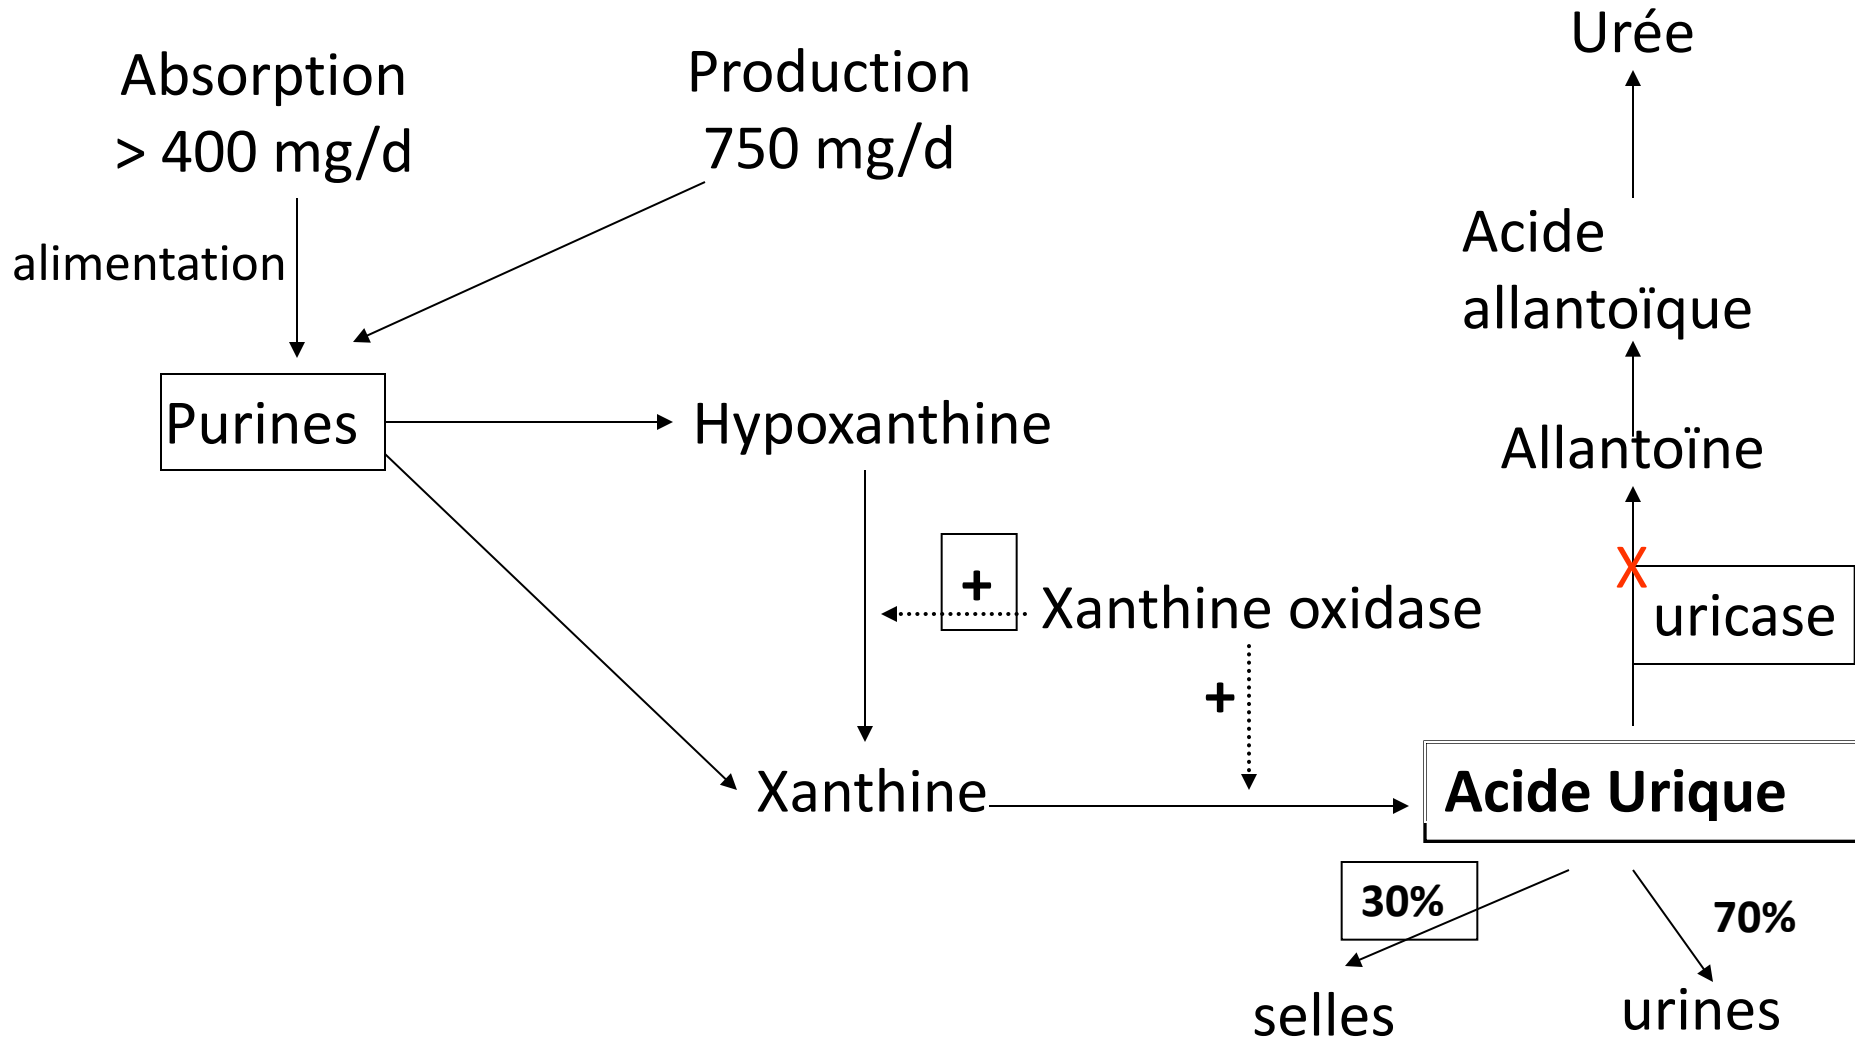 Absorption
> 400 mg/d
Production
750 mg/d
Urée
alimentation
Acide
allantoïque
Purines
Hypoxanthine
Allantoïne
+
Xanthine oxidase
X
uricase
+
Xanthine
Acide Urique
30%
70%
selles
urines